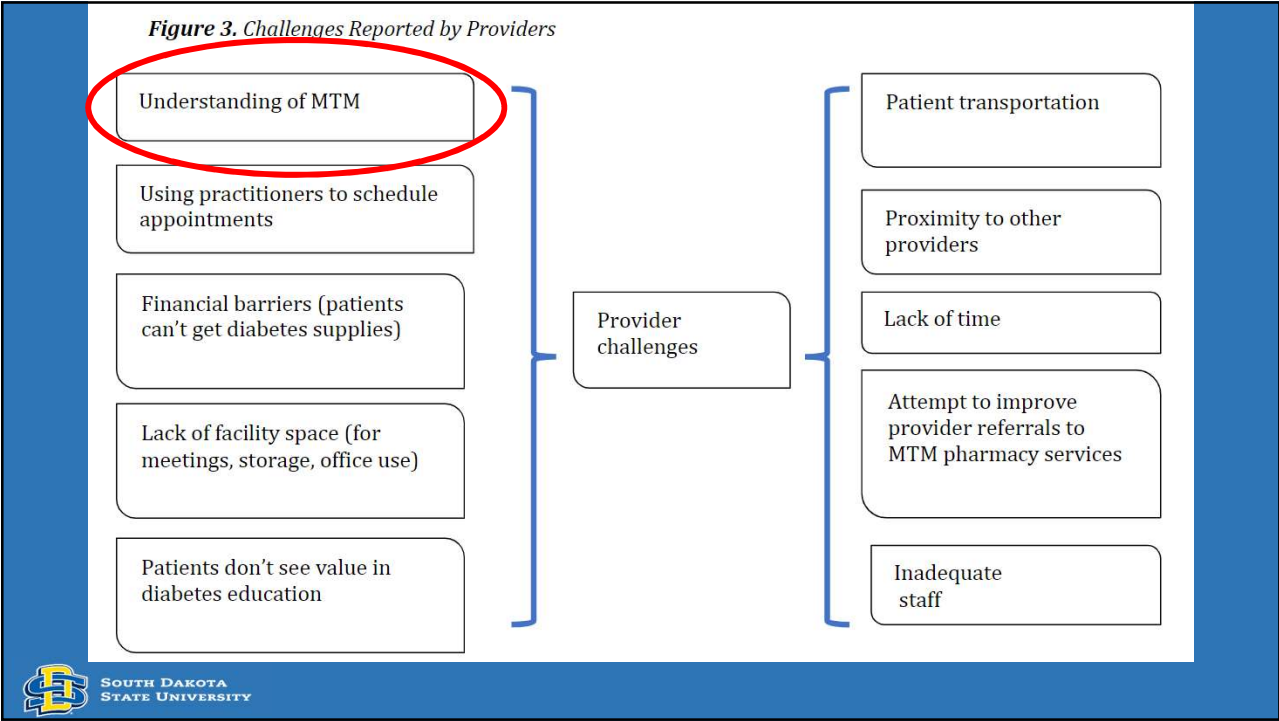 Figure 3. Challenges Reported by Providers
Understanding of MTM
Using practitioners to schedule
appointments
Financial barriers (patients
can’t get diabetes supplies)
Lack of facility space (for
meetings, storage, office use)
Patients don’t see value in
diabetes education
Provider
challenges
Patient transportation
Proximity to other
providers
Lack of time
Attempt to improve
provider referrals to
MTM pharmacy services
Inadequate
staff
SOUTH DAKOTA
STATE UNIVERSITY